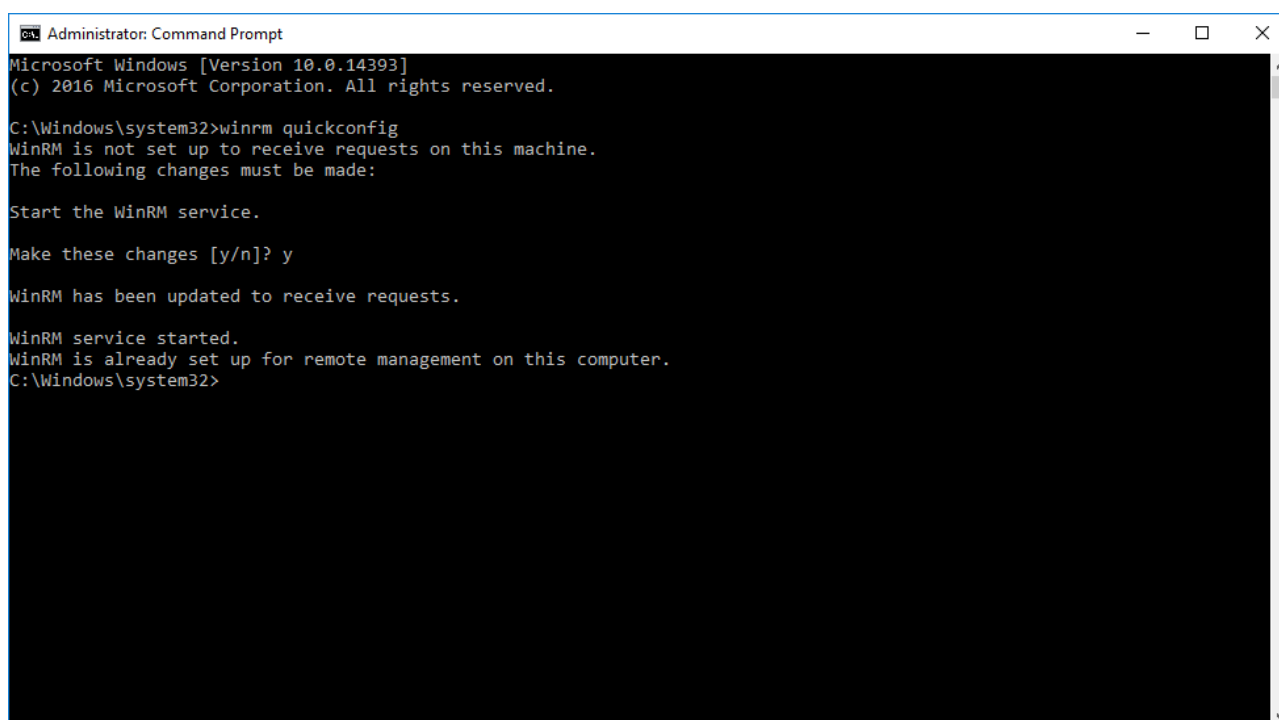 Administrator: Command Prompt
Microsoft Windows [Version 10.0.14393]
(c) 2016 Microsoft Corporation. All rights reserved.
C:\Windows\system32>winrm quickconfig
WinRM is not set up to receive requests on this machine.
The following changes must be made:
Start the WinRM service.
Make these changes [y/n]? y
WinRM has been updated to receive requests.
WinRM service started.
WinRM is already set up for remote management on this computer.
C:\Windows\system32>